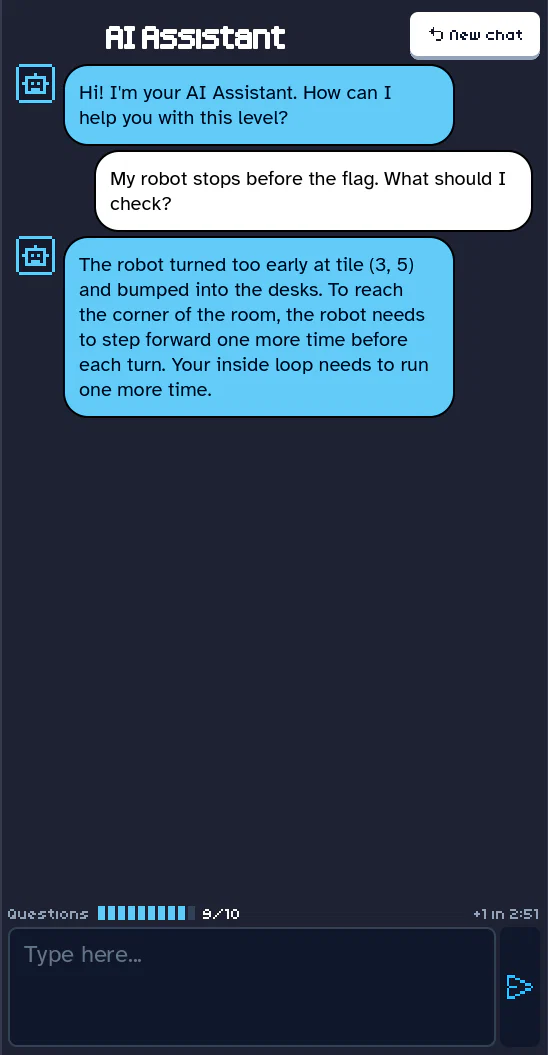 AI Assistant
New chat
Hi! I'm your AI Assistant. How can I
help you with this level?
My robot stops before the flag. What should I
check?
The robot turned too early at tile (3, 5)
and bumped into the desks. To reach
the corner of the room, the robot needs
to step forward one more time before
each turn. Your inside loop needs to run
one more time.
Questions 9/10 +1 in 2:51
Type here...